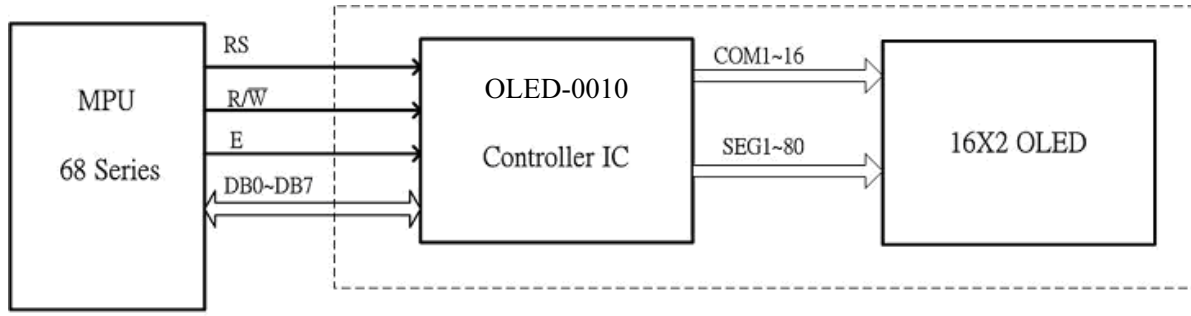 MPU
68 Series
RS
R/W̅
E
DB0~DB7
OLED-0010
Controller IC
COM1~16
SEG1~80
16X2 OLED